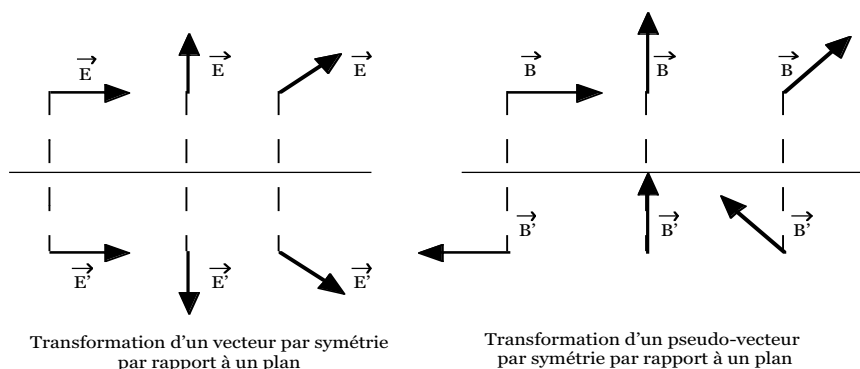 E E E
E' E' E'
Transformation d'un vecteur par symétrie
par rapport à un plan
B B B
B' B' B'
Transformation d'un pseudo-vecteur
par symétrie par rapport à un plan